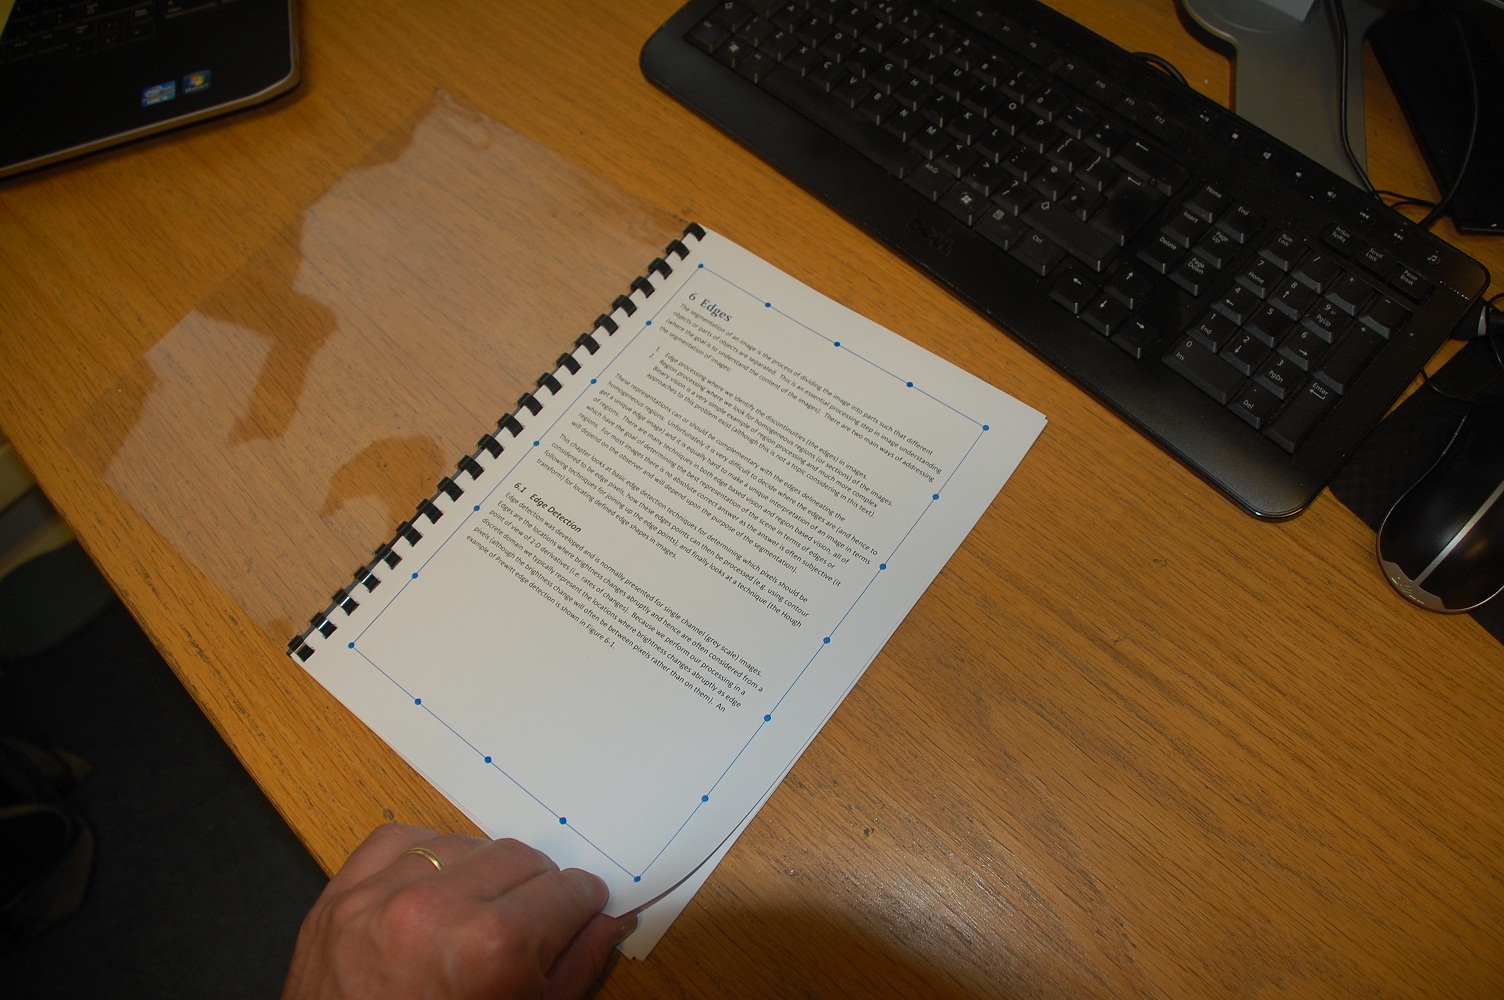 6 Edges
The segmentation of an image is the process of dividing the image into parts such that different
objects or parts of objects are separated. This is an essential processing step in image understanding
(where the goal is to understand the content of the images). There are two main ways of addressing
the segmentation of images:
1. Edge processing where we identify the discontinuities (the edges) in images.
2. Region processing where we look for homogeneous regions (or sections) of the images.
Binary vision is a very simple example of region processing and much more complex
approaches to this problem exist (although this is not a topic considering in this text).
These representations can or should be complementary with the edges delineating the
homogeneous regions. Unfortunately it is very difficult to decide where the edges are (and hence to
get a unique edge image) and it is equally hard to make a unique interpretation of an image in terms
of regions. There are many techniques in both edge based vision and region based vision, all of
which have the goal of determining the best representation of the scene in terms of edges or
regions. For most images there is no absolute correct answer as the answer is often subjective (it
will depend on the observer and will depend upon the purpose of the segmentation).
This chapter looks at basic edge detection techniques for determining which pixels should be
considered to be edge pixels, how these edges points can then be processed (e.g. using contour
following techniques for joining up the edge points), and finally looks at a technique (the Hough
transform) for locating defined edge shapes in images.
6.1 Edge Detection
Edge detection was developed and is normally presented for single channel (grey scale) images.
Edges are the locations where brightness changes abruptly and hence are often considered from a
point of view of 2-D derivatives (i.e. rates of changes). Because we perform our processing in a
discrete domain we typically represent the locations where brightness changes abruptly as edge
pixels (although the brightness change will often be between pixels rather than on them). An
example of Prewitt edge detection is shown in Figure 6-1.
DELL